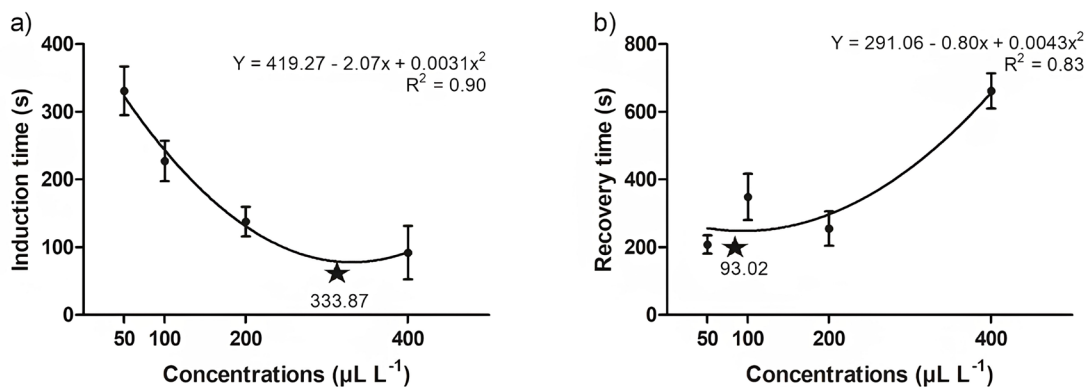 a)
Y = 419.27 - 2.07x + 0.0031x²
R² = 0.90
Induction time (s)
400
300
200
100
0
333.87
50 100 200 400
Concentrations (µL L⁻¹)
b)
Y = 291.06 - 0.80x + 0.0043x²
R² = 0.83
Recovery time (s)
800
600
400
200
0
93.02
50 100 200 400
Concentrations (µL L⁻¹)